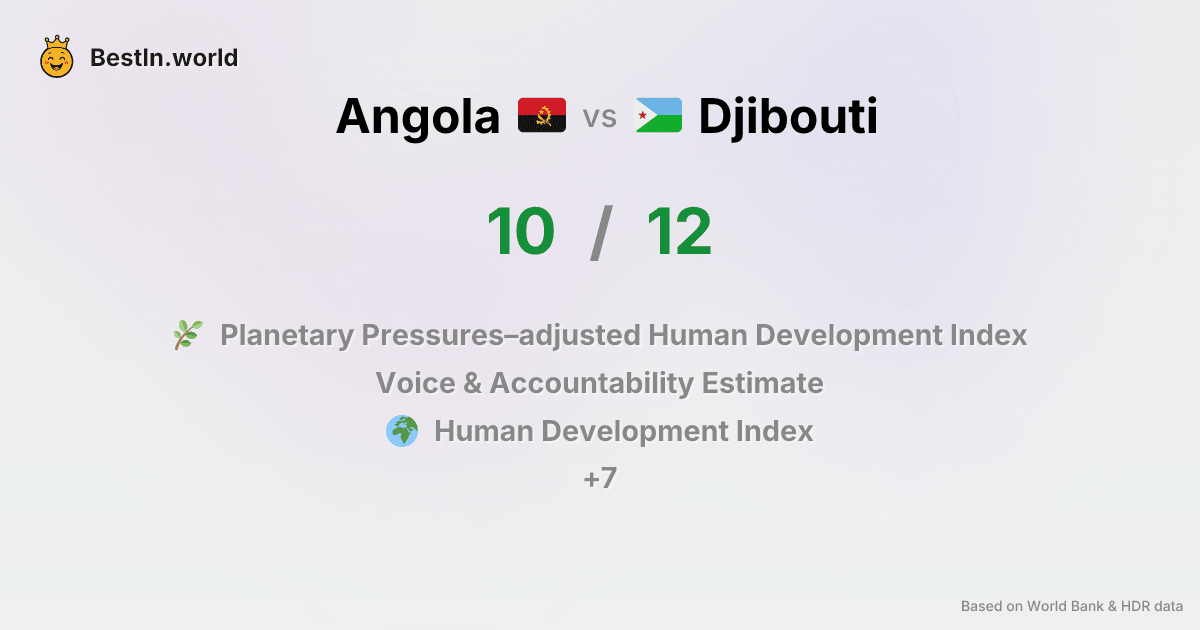 BestIn.world
Angola vs Djibouti
10 / 12
Planetary Pressures–adjusted Human Development Index
Voice & Accountability Estimate
Human Development Index
+7
Based on World Bank & HDR data